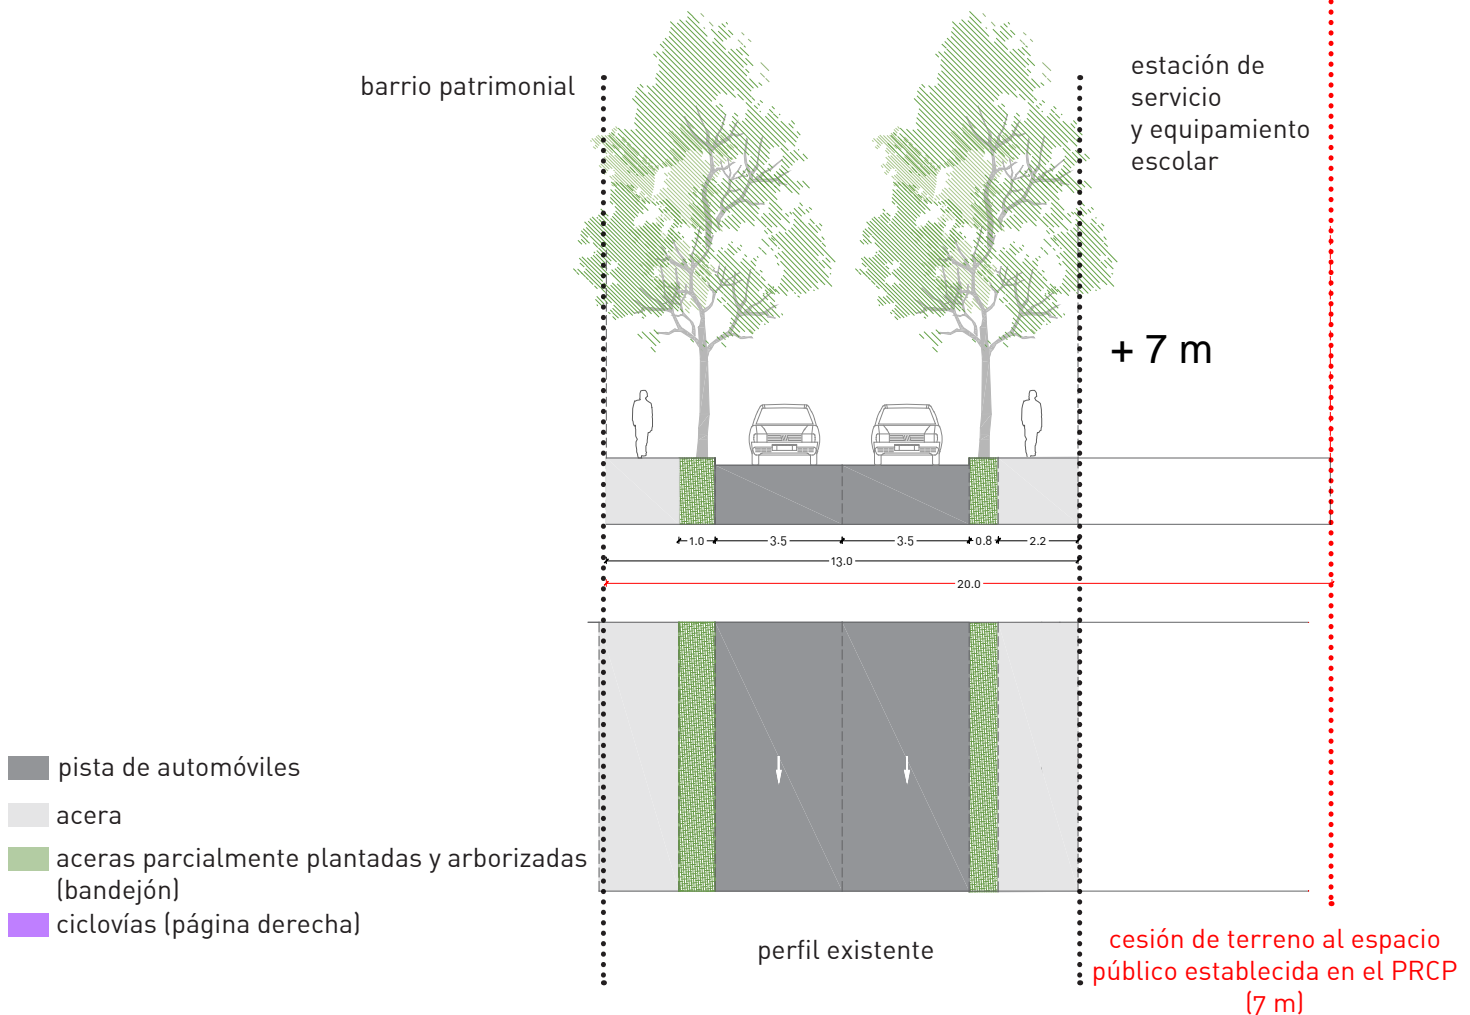 barrio patrimonial
estación de
servicio
y equipamiento
escolar
+ 7 m
1.0
3.5
3.5
0.8
2.2
13.0
20.0
pista de automóviles
acera
aceras parcialmente plantadas y arborizadas
(bandejón)
ciclovías (página derecha)
perfil existente
cesión de terreno al espacio
público establecida en el PRCP
(7 m)